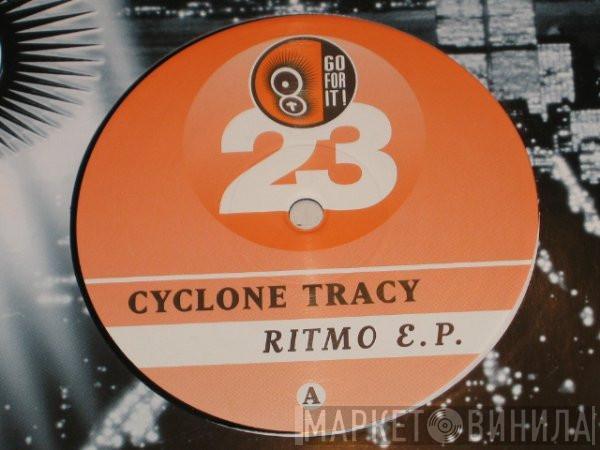 GO
FOR
IT!
23
CYCLONE TRACY
RITMO E.P.
A
МАРКЕТ ВИНИЛА